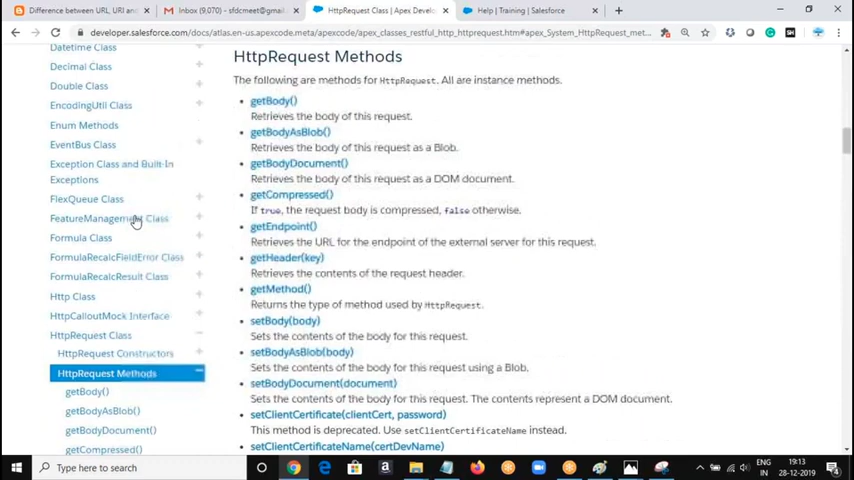 Difference between URL, URI an
Inbox (9,070) - sfdcmeet@gmail
HttpRequest Class | Apex Devel
Help | Training | Salesforce
developer.salesforce.com/docs/atlas.en-us.apexcode.meta/apexcode/apex_classes_restful_http_httprequest.htm#apex_System_HttpRequest_met...
Datetime Class
Decimal Class
Double Class
EncodingUtil Class
Enum Methods
EventBus Class
Exception Class and Built-In
Exceptions
FlexQueue Class
FeatureManagement Class
Formula Class
FormulaRecalcFieldError Class
FormulaRecalcResult Class
Http Class
HttpCalloutMock Interface
HttpRequest Class
HttpRequest Constructors
HttpRequest Methods
getBody()
getBodyAsBlob()
getBodyDocument()
getCompressed()
HttpRequest Methods
The following are methods for HttpRequest. All are instance methods.
getBody()
Retrieves the body of this request.
getBodyAsBlob()
Retrieves the body of this request as a Blob.
getBodyDocument()
Retrieves the body of this request as a DOM document.
getCompressed()
If true, the request body is compressed, false otherwise.
getEndpoint()
Retrieves the URL for the endpoint of the external server for this request.
getHeader(key)
Retrieves the contents of the request header.
getMethod()
Returns the type of method used by HttpRequest.
setBody(body)
Sets the contents of the body for this request.
setBodyAsBlob(body)
Sets the contents of the body for this request using a Blob.
setBodyDocument(document)
Sets the contents of the body for this request. The contents represent a DOM document.
setClientCertificate(clientCert, password)
This method is deprecated. Use setClientCertificateName instead.
setClientCertificateName(certDevName)
Type here to search
ENG
IN
19:13
28-12-2019
4